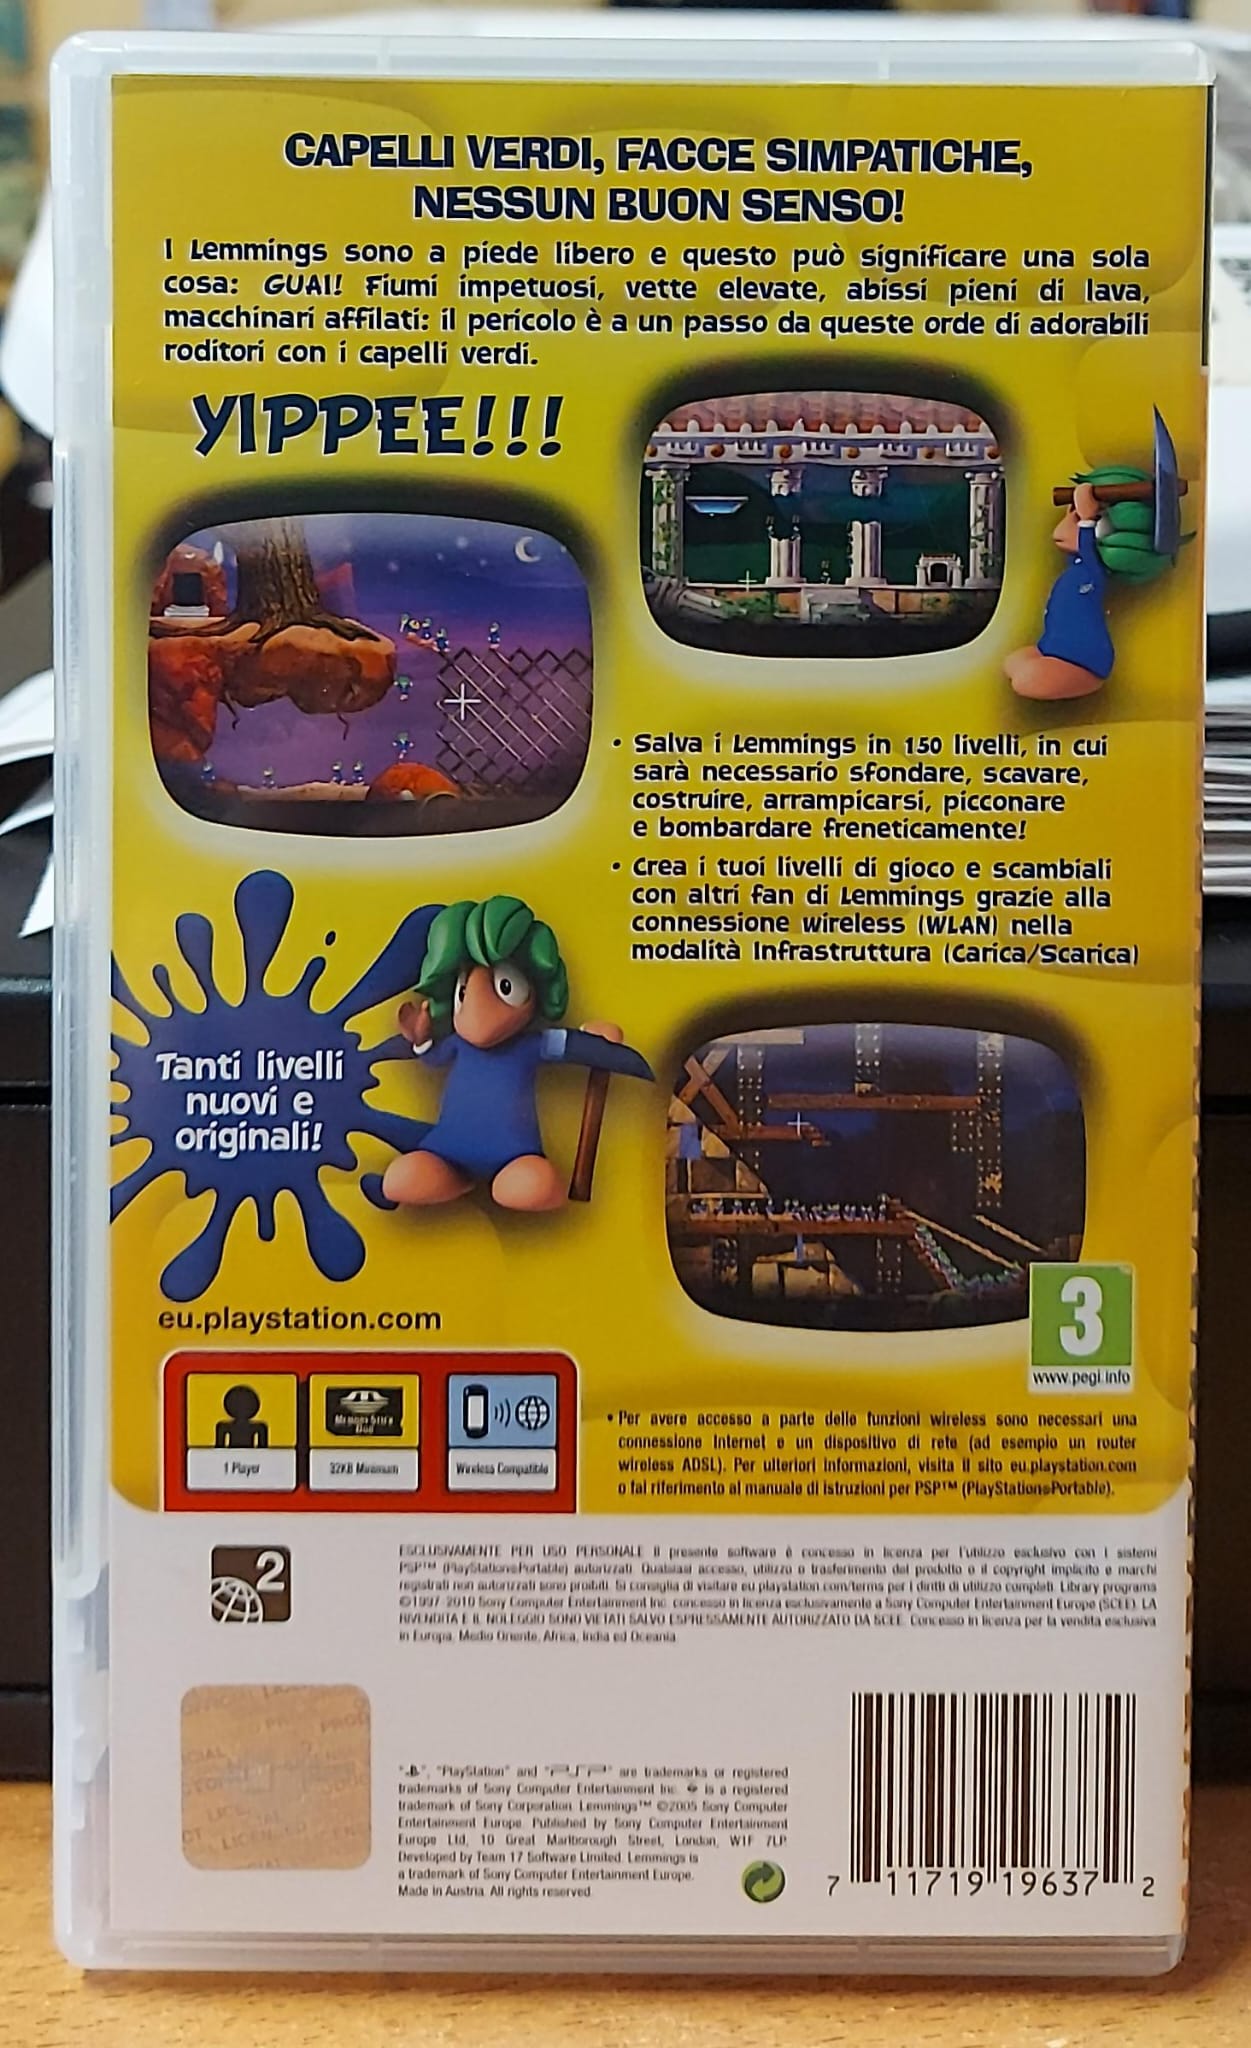 CAPELLI VERDI, FACCE SIMPATICHE,
NESSUN BUON SENSO!
I Lemmings sono a piede libero e questo può significare una sola
cosa: GUAI! Fiumi impetuosi, vette elevate, abissi pieni di lava,
macchinari affilati: il pericolo è a un passo da queste orde di adorabili
roditori con i capelli verdi.
YIPPEE!!!
• Salva i Lemmings in 150 livelli, in cui
sarà necessario sfondare, scavare,
costruire, arrampicarsi, picconare
e bombardare freneticamente!
• Crea i tuoi livelli di gioco e scambiali
con altri fan di Lemmings grazie alla
connessione wireless (WLAN) nella
modalità Infrastruttura (Carica/Scarica)
Tanti livelli
nuovi e
originali!
eu.playstation.com
3
www.pegi.info
Memory Stick
Duo
1 Player
32KB Minimum
Wireless Compatible
• Per avere accesso a parte delle funzioni wireless sono necessari una
connessione Internet e un dispositivo di rete (ad esempio un router
wireless ADSL). Per ulteriori informazioni, visita il sito eu.playstation.com
o fai riferimento al manuale di istruzioni per PSP™ (PlayStation®Portable).
2
ESCLUSIVAMENTE PER USO PERSONALE Il presente software è concesso in licenza per l'utilizzo esclusivo con i sistemi
PSP™ (PlayStation®Portable) autorizzati. Qualsiasi accesso, utilizzo o trasferimento del prodotto o il copyright implicito e marchi
registrati non autorizzati sono proibiti. Si consiglia di visitare eu.playstation.com/terms per i diritti di utilizzo completi. Library programs
©1997-2010 Sony Computer Entertainment Inc. concesso in licenza esclusivamente a Sony Computer Entertainment Europe (SCEE). LA
RIVENDITA E IL NOLEGGIO SONO VIETATI SALVO ESPRESSAMENTE AUTORIZZATO DA SCEE. Concesso in licenza per la vendita esclusiva
in Europa, Medio Oriente, Africa, India ed Oceania.
"PlayStation" and "PSP" are trademarks or registered
trademarks of Sony Computer Entertainment Inc. is a registered
trademark of Sony Corporation. Lemmings™ ©2005 Sony Computer
Entertainment Europe. Published by Sony Computer Entertainment
Europe Ltd, 10 Great Marlborough Street, London, W1F 7LP.
Developed by Team 17 Software Limited. Lemmings is
a trademark of Sony Computer Entertainment Europe.
Made in Austria. All rights reserved.
7 11719 19637 2